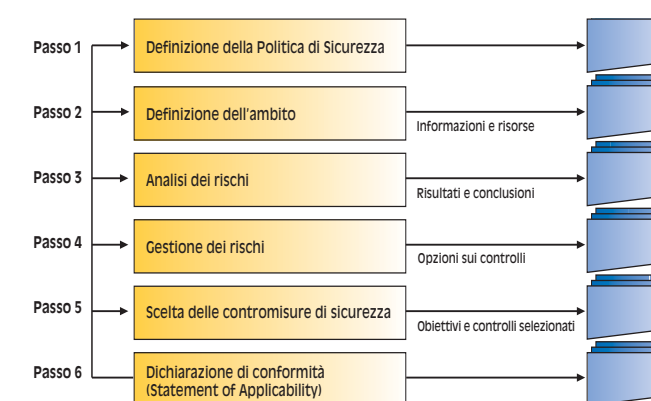 Passo 1
Definizione della Politica di Sicurezza
Passo 2
Definizione dell'ambito
Informazioni e risorse
Passo 3
Analisi dei rischi
Risultati e conclusioni
Passo 4
Gestione dei rischi
Opzioni sui controlli
Passo 5
Scelta delle contromisure di sicurezza
Obiettivi e controlli selezionati
Passo 6
Dichiarazione di conformità
(Statement of Applicability)